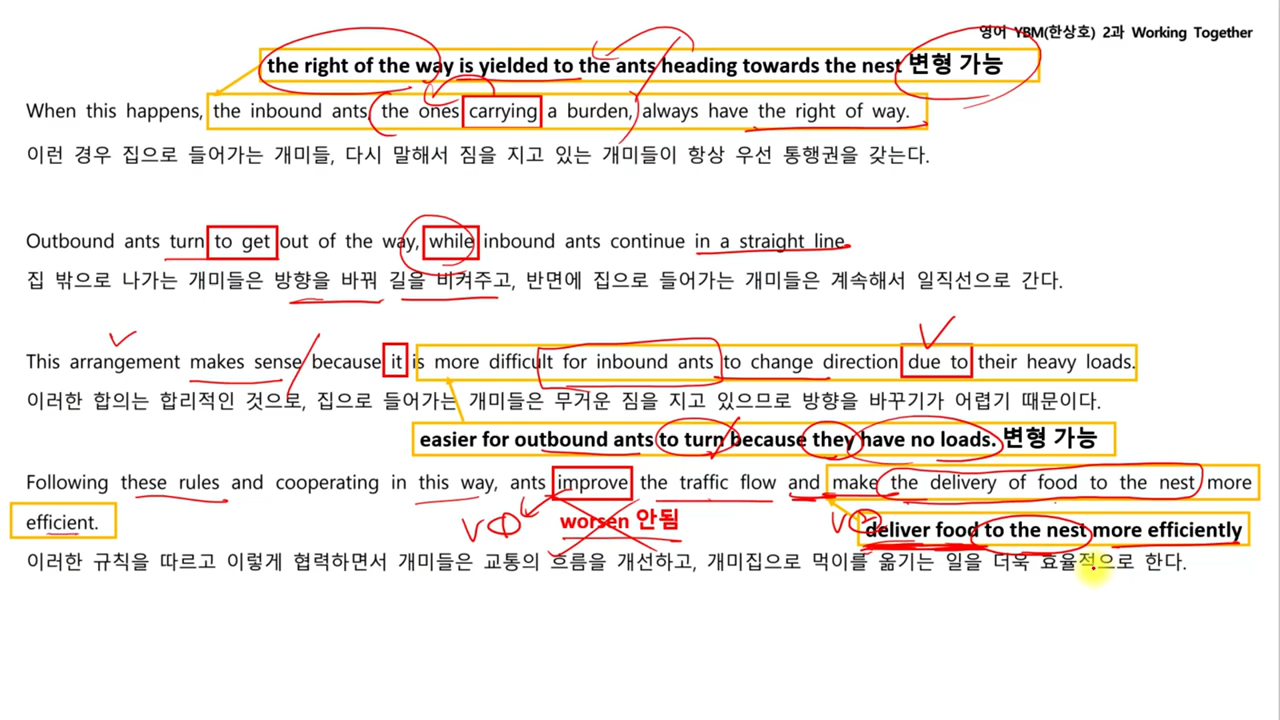 영어 YBM(한상호) 2과 Working Together
the right of the way is yielded to the ants heading towards the nest 변형 가능
When this happens, the inbound ants, the ones carrying a burden, always have the right of way.
이런 경우 집으로 들어가는 개미들, 다시 말해서 짐을 지고 있는 개미들이 항상 우선 통행권을 갖는다.
Outbound ants turn to get out of the way, while inbound ants continue in a straight line.
집 밖으로 나가는 개미들은 방향을 바꿔 길을 비켜주고, 반면에 집으로 들어가는 개미들은 계속해서 일직선으로 간다.
This arrangement makes sense because it is more difficult for inbound ants to change direction due to their heavy loads.
이러한 합의는 합리적인 것으로, 집으로 들어가는 개미들은 무거운 짐을 지고 있으므로 방향을 바꾸기가 어렵기 때문이다.
easier for outbound ants to turn because they have no loads. 변형 가능
Following these rules and cooperating in this way, ants improve the traffic flow and make the delivery of food to the nest more
efficient.
V① worsen 안됨 V② deliver food to the nest more efficiently
이러한 규칙을 따르고 이렇게 협력하면서 개미들은 교통의 흐름을 개선하고, 개미집으로 먹이를 옮기는 일을 더욱 효율적으로 한다.